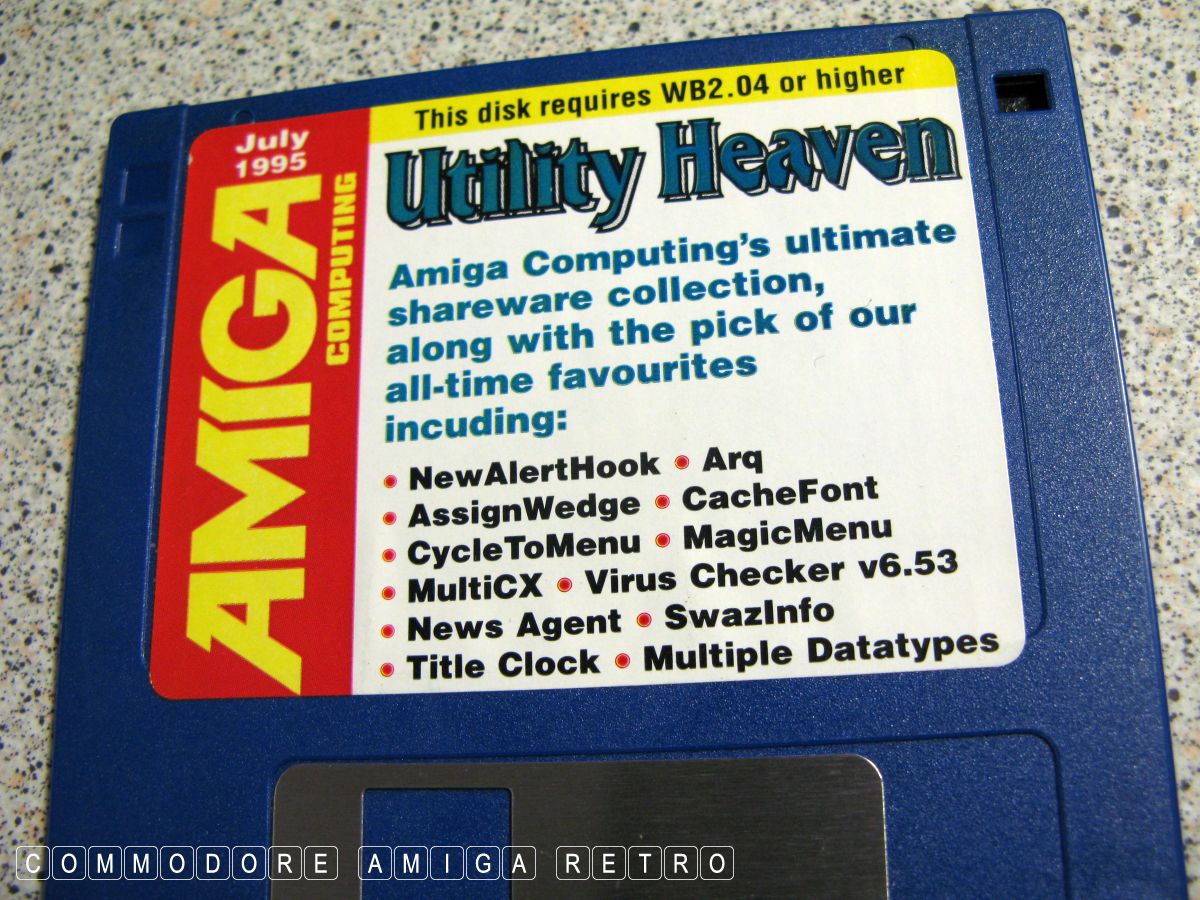 This disk requires WB2.04 or higher
July
1995
AMIGA
COMPUTING
Utility Heaven
Amiga Computing's ultimate
shareware collection,
along with the pick of our
all-time favourites
incuding:
• NewAlertHook • Arq
• AssignWedge • CacheFont
• CycleToMenu • MagicMenu
• MultiCX • Virus Checker v6.53
• News Agent • SwazInfo
• Title Clock • Multiple Datatypes
COMMODORE AMIGA RETRO